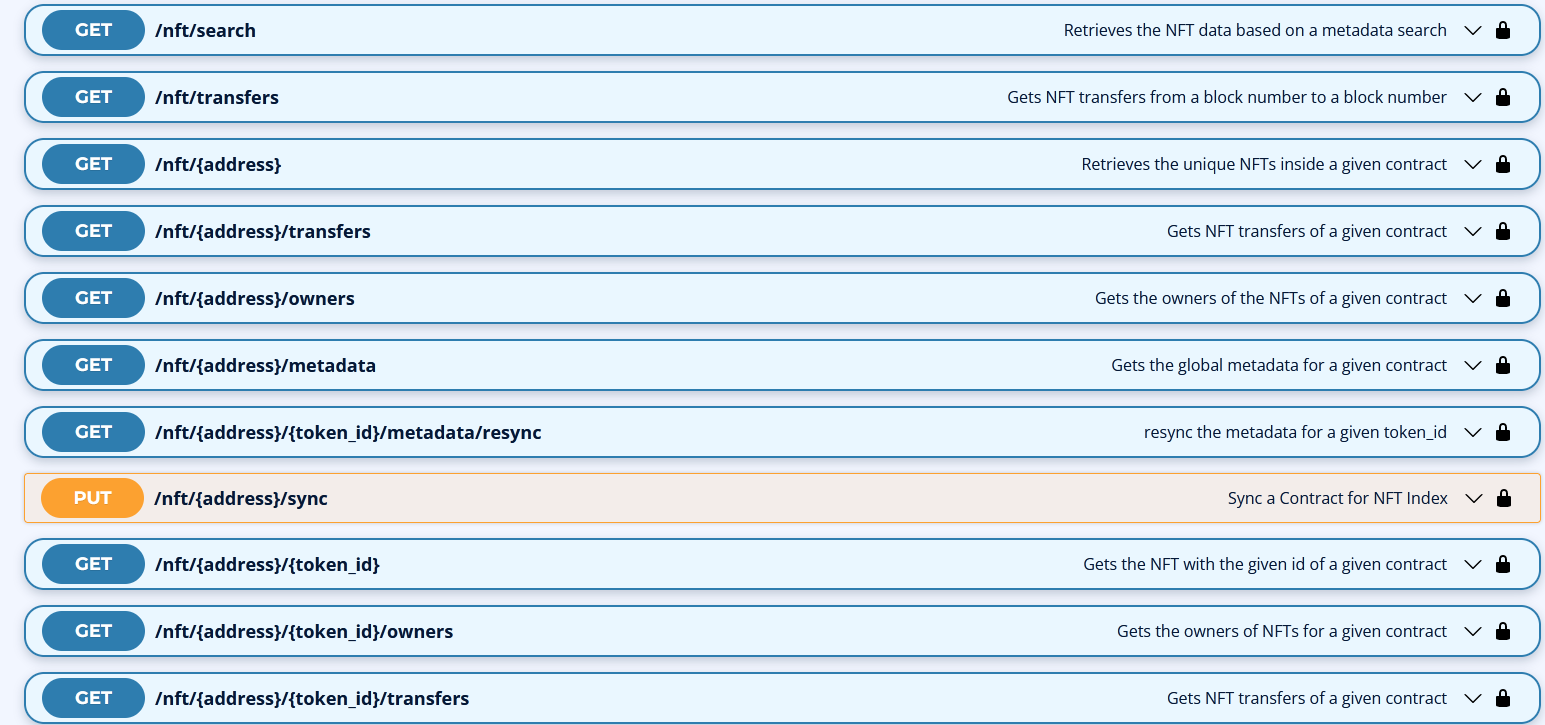 GET /nft/search Retrieves the NFT data based on a metadata search
GET /nft/transfers Gets NFT transfers from a block number to a block number
GET /nft/{address} Retrieves the unique NFTs inside a given contract
GET /nft/{address}/transfers Gets NFT transfers of a given contract
GET /nft/{address}/owners Gets the owners of the NFTs of a given contract
GET /nft/{address}/metadata Gets the global metadata for a given contract
GET /nft/{address}/{token_id}/metadata/resync resync the metadata for a given token_id
PUT /nft/{address}/sync Sync a Contract for NFT Index
GET /nft/{address}/{token_id} Gets the NFT with the given id of a given contract
GET /nft/{address}/{token_id}/owners Gets the owners of NFTs for a given contract
GET /nft/{address}/{token_id}/transfers Gets NFT transfers of a given contract